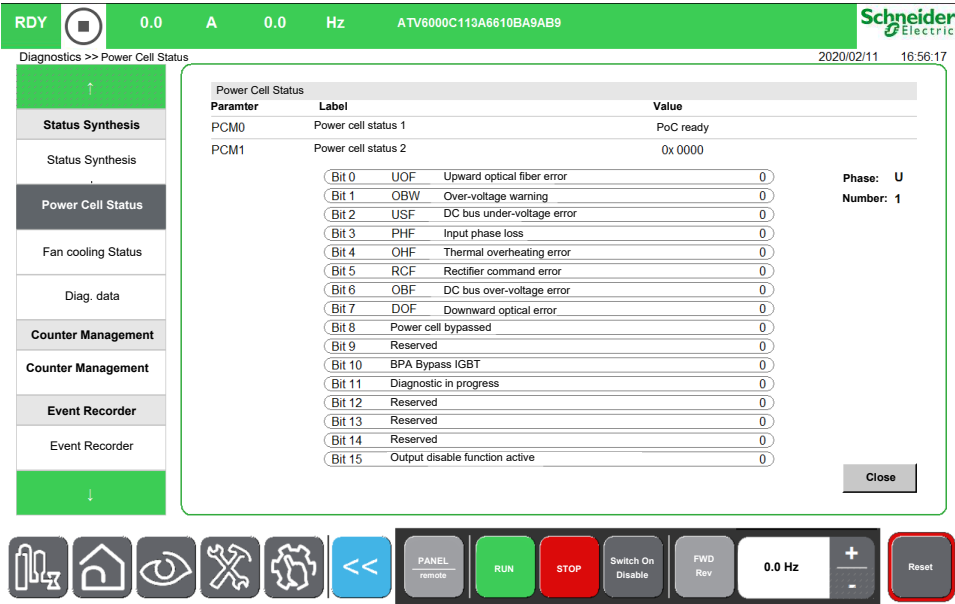 RDY 0.0 A 0.0 Hz ATV6000C113A6610BA9AB9 Schneider Electric
Diagnostics >> Power Cell Status 2020/02/11 16:56:17
↑
Status Synthesis
Status Synthesis
Power Cell Status
Fan cooling Status
Diag. data
Counter Management
Counter Management
Event Recorder
Event Recorder
↓
Power Cell Status
Paramter Label Value
PCM0 Power cell status 1 PoC ready
PCM1 Power cell status 2 0x 0000
Bit 0 UOF Upward optical fiber error 0
Bit 1 OBW Over-voltage warning 0
Bit 2 USF DC bus under-voltage error 0
Bit 3 PHF Input phase loss 0
Bit 4 OHF Thermal overheating error 0
Bit 5 RCF Rectifier command error 0
Bit 6 OBF DC bus over-voltage error 0
Bit 7 DOF Downward optical error 0
Bit 8 Power cell bypassed 0
Bit 9 Reserved 0
Bit 10 BPA Bypass IGBT 0
Bit 11 Diagnostic in progress 0
Bit 12 Reserved 0
Bit 13 Reserved 0
Bit 14 Reserved 0
Bit 15 Output disable function active 0
Phase: U
Number: 1
Close
<<
PANEL
remote
RUN
STOP
Switch On
Disable
FWD
Rev
0.0 Hz
+
-
Reset